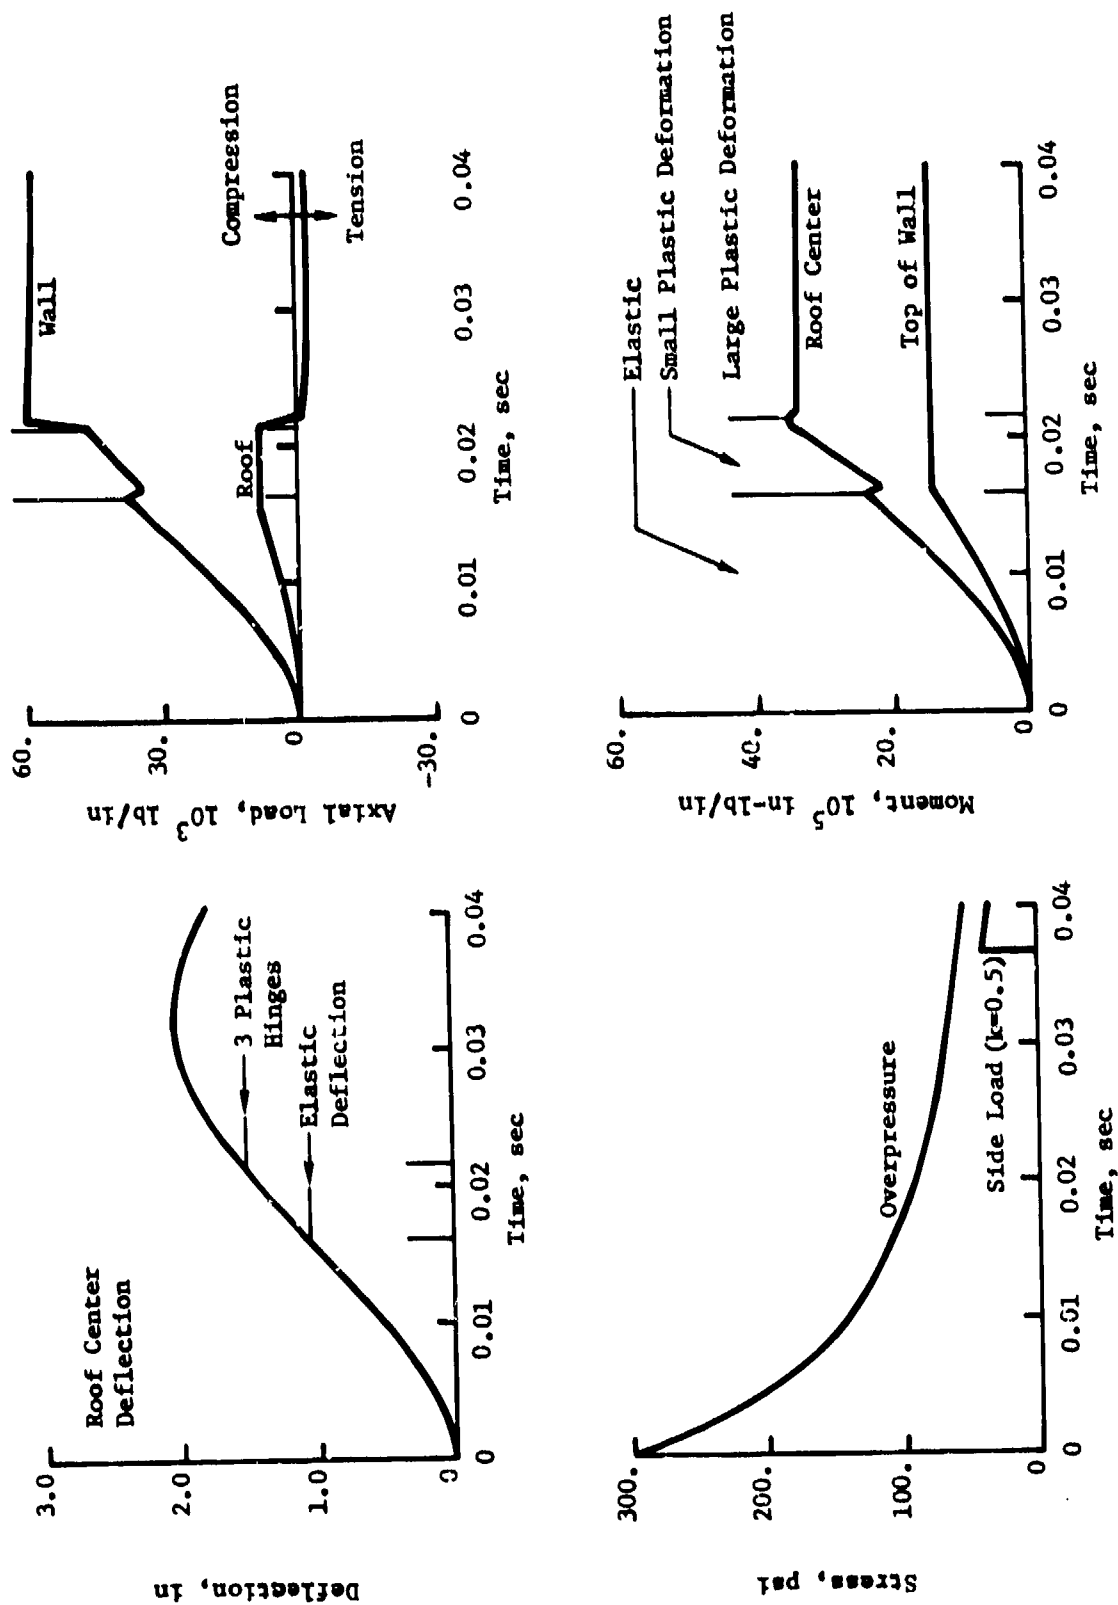 3.0
2.0
1.0
0
Deflection, in
Roof Center
Deflection
3 Plastic
Hinges
Elastic
Deflection
0
0.01
0.02
0.03
0.04
Time, sec
60.
30.
0
-30.
Axial Load, 10³ lb/in
Wall
Roof
Compression
Tension
0
0.01
0.02
0.03
0.04
Time, sec
300.
200.
100.
0
Stress, psi
Overpressure
Side Load (k=0.5)
0
0.01
0.02
0.03
0.04
Time, sec
60.
40.
20.
0
Moment, 10⁵ in-lb/in
Elastic
Small Plastic Deformation
Large Plastic Deformation
Roof Center
Top of Wall
0
0.01
0.02
0.03
0.04
Time, sec